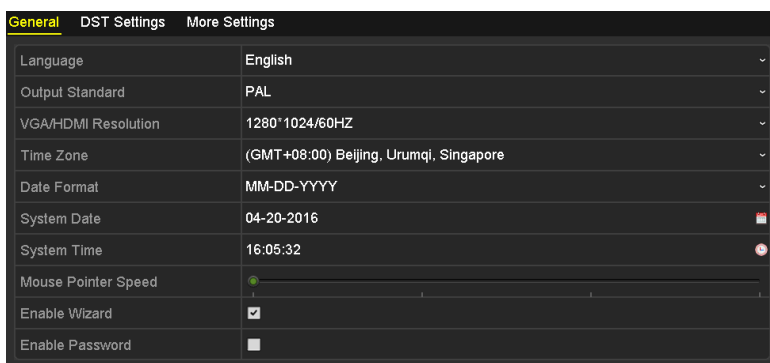 General DST Settings More Settings
Language English
Output Standard PAL
VGA/HDMI Resolution 1280*1024/60HZ
Time Zone (GMT+08:00) Beijing, Urumqi, Singapore
Date Format MM-DD-YYYY
System Date 04-20-2016
System Time 16:05:32
Mouse Pointer Speed
Enable Wizard
Enable Password